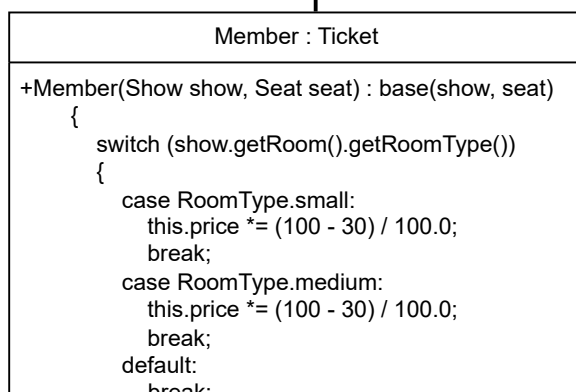 Member : Ticket
+Member(Show show, Seat seat) : base(show, seat)
{
switch (show.getRoom().getRoomType())
{
case RoomType.small:
this.price *= (100 - 30) / 100.0;
break;
case RoomType.medium:
this.price *= (100 - 30) / 100.0;
break;
default:
break;